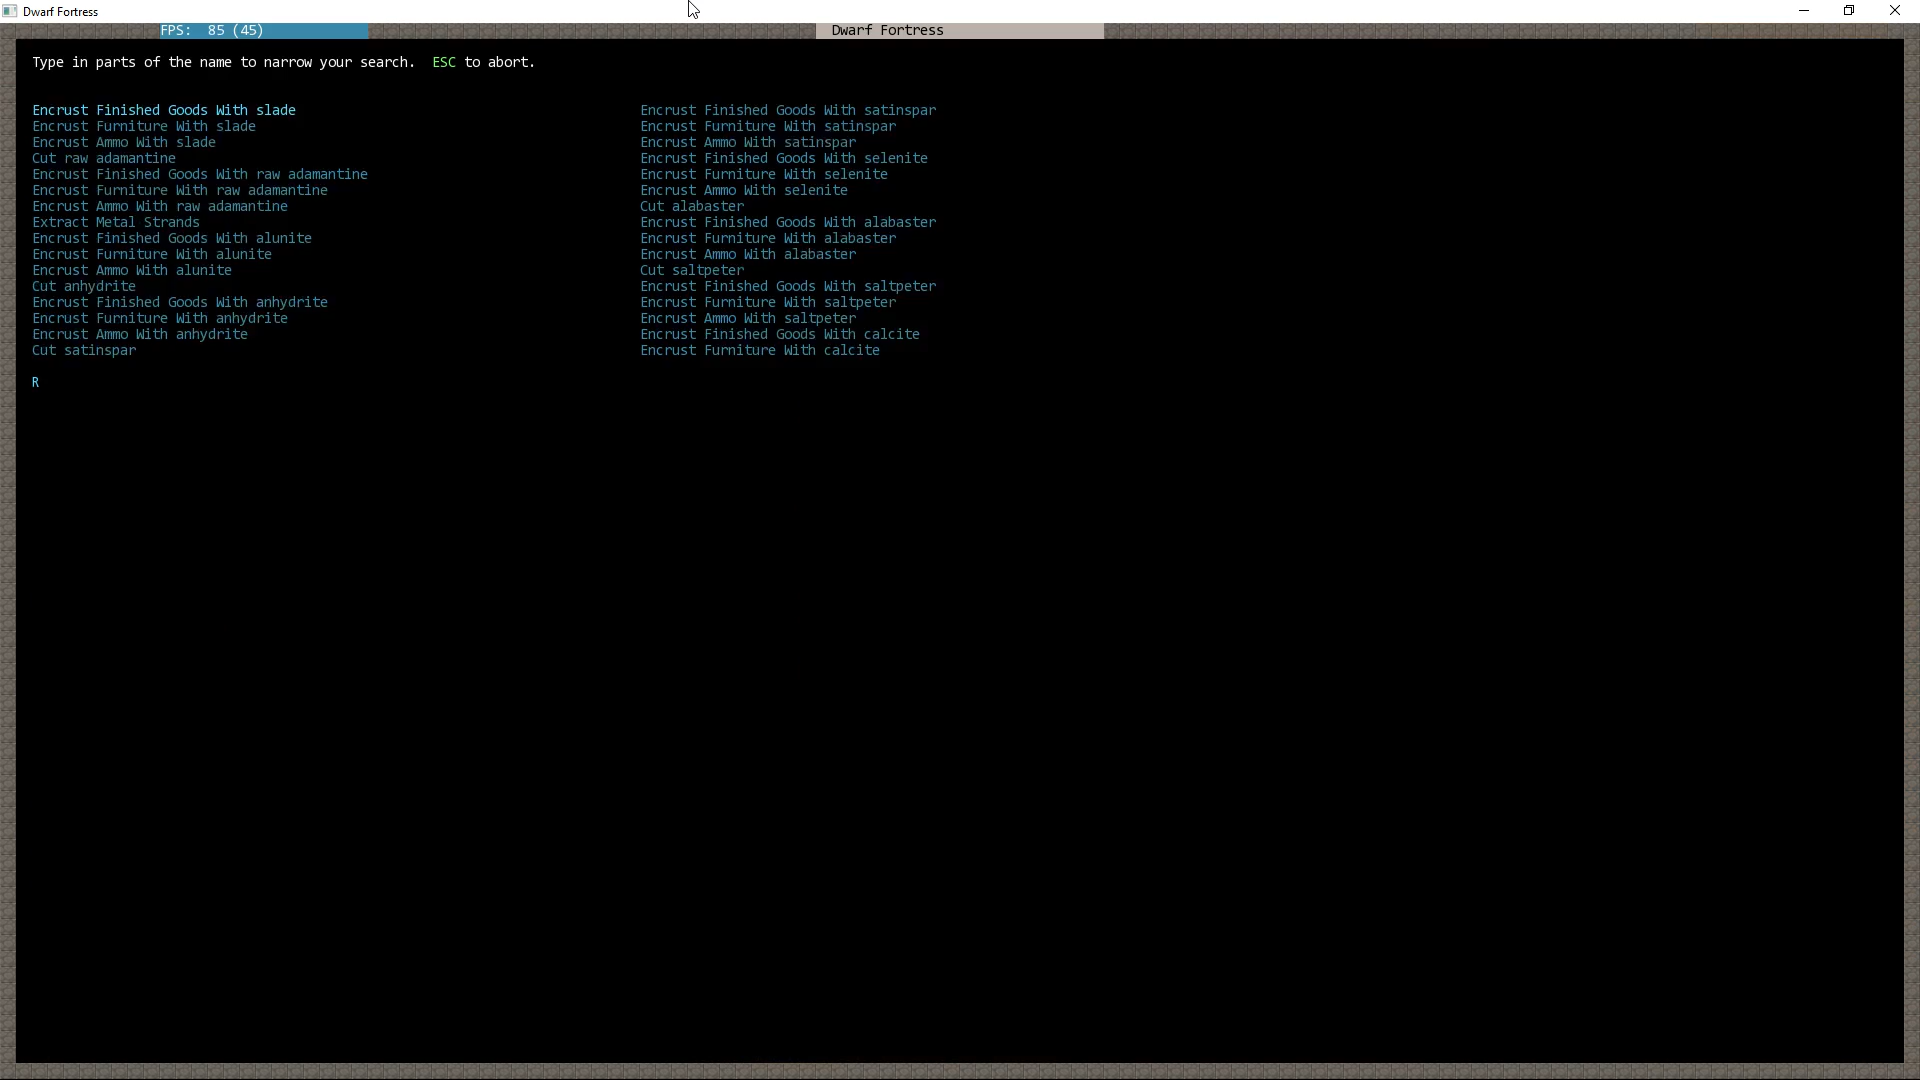 Dwarf Fortress
FPS:  85 (45)
Dwarf Fortress
Type in parts of the name to narrow your search.  ESC to abort.
Encrust Finished Goods With slade
Encrust Furniture With slade
Encrust Ammo With slade
Cut raw adamantine
Encrust Finished Goods With raw adamantine
Encrust Furniture With raw adamantine
Encrust Ammo With raw adamantine
Extract Metal Strands
Encrust Finished Goods With alunite
Encrust Furniture With alunite
Encrust Ammo With alunite
Cut anhydrite
Encrust Finished Goods With anhydrite
Encrust Furniture With anhydrite
Encrust Ammo With anhydrite
Cut satinspar
Encrust Finished Goods With satinspar
Encrust Furniture With satinspar
Encrust Ammo With satinspar
Encrust Finished Goods With selenite
Encrust Furniture With selenite
Encrust Ammo With selenite
Cut alabaster
Encrust Finished Goods With alabaster
Encrust Furniture With alabaster
Encrust Ammo With alabaster
Cut saltpeter
Encrust Finished Goods With saltpeter
Encrust Furniture With saltpeter
Encrust Ammo With saltpeter
Encrust Finished Goods With calcite
Encrust Furniture With calcite
R